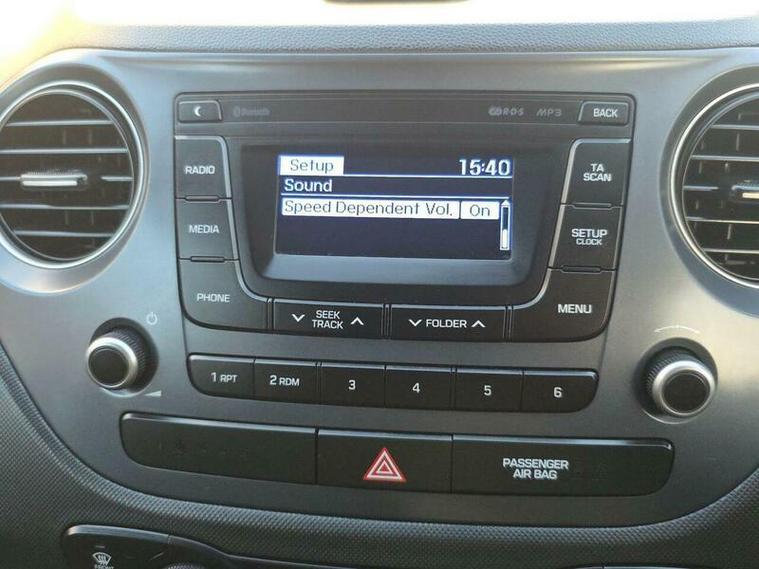 Bluetooth
R·D·S MP3
BACK
RADIO
Setup 15:40
TA
SCAN
Sound
Speed Dependent Vol. On
MEDIA
SETUP
CLOCK
PHONE
SEEK
TRACK
FOLDER
MENU
1 RPT
2 RDM
3
4
5
6
PASSENGER
AIR BAG
FRONT